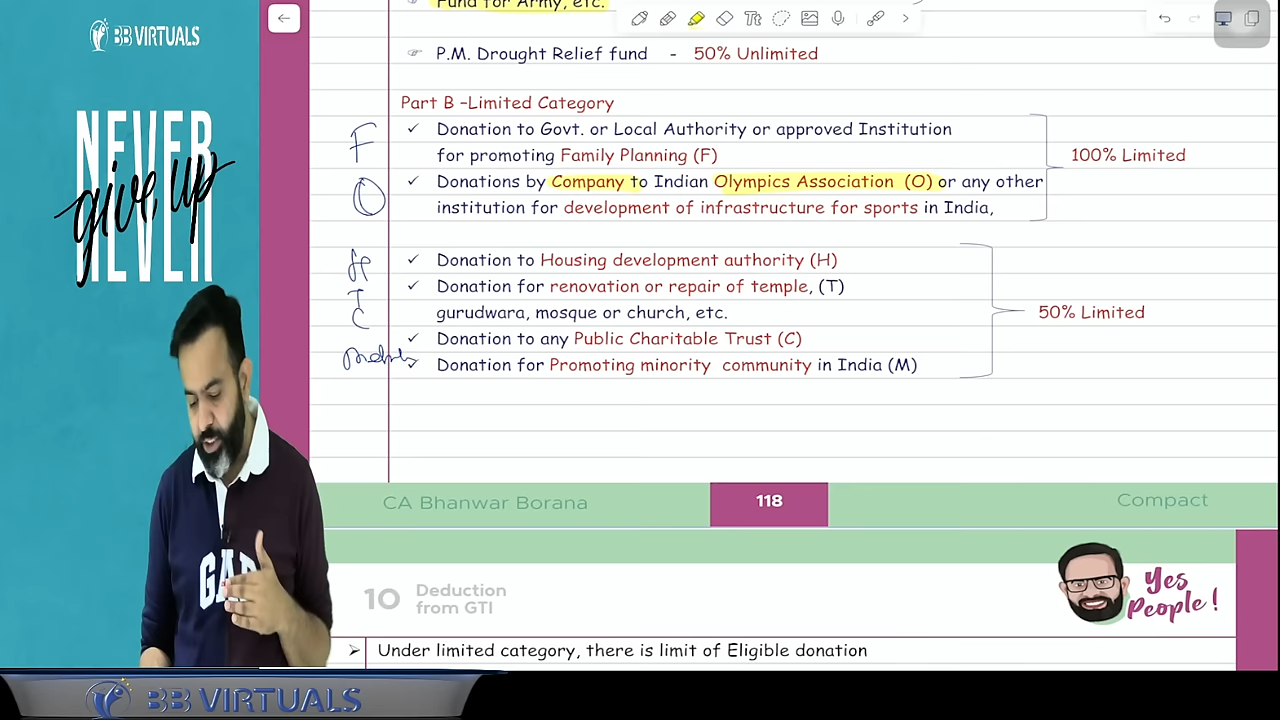 BB VIRTUALS
NEVER
give up
NEVER
Fund for Army, etc.
☞ P.M. Drought Relief fund - 50% Unlimited
Part B –Limited Category
F ✓ Donation to Govt. or Local Authority or approved Institution
for promoting Family Planning (F)
100% Limited
O ✓ Donations by Company to Indian Olympics Association (O) or any other
institution for development of infrastructure for sports in India,
H ✓ Donation to Housing development authority (H)
T ✓ Donation for renovation or repair of temple, (T)
C gurudwara, mosque or church, etc.
50% Limited
✓ Donation to any Public Charitable Trust (C)
✓ Donation for Promoting minority community in India (M)
CA Bhanwar Borana 118 Compact
10 Deduction
from GTI
Yes
People!
GAP
➢ Under limited category, there is limit of Eligible donation
BB VIRTUALS